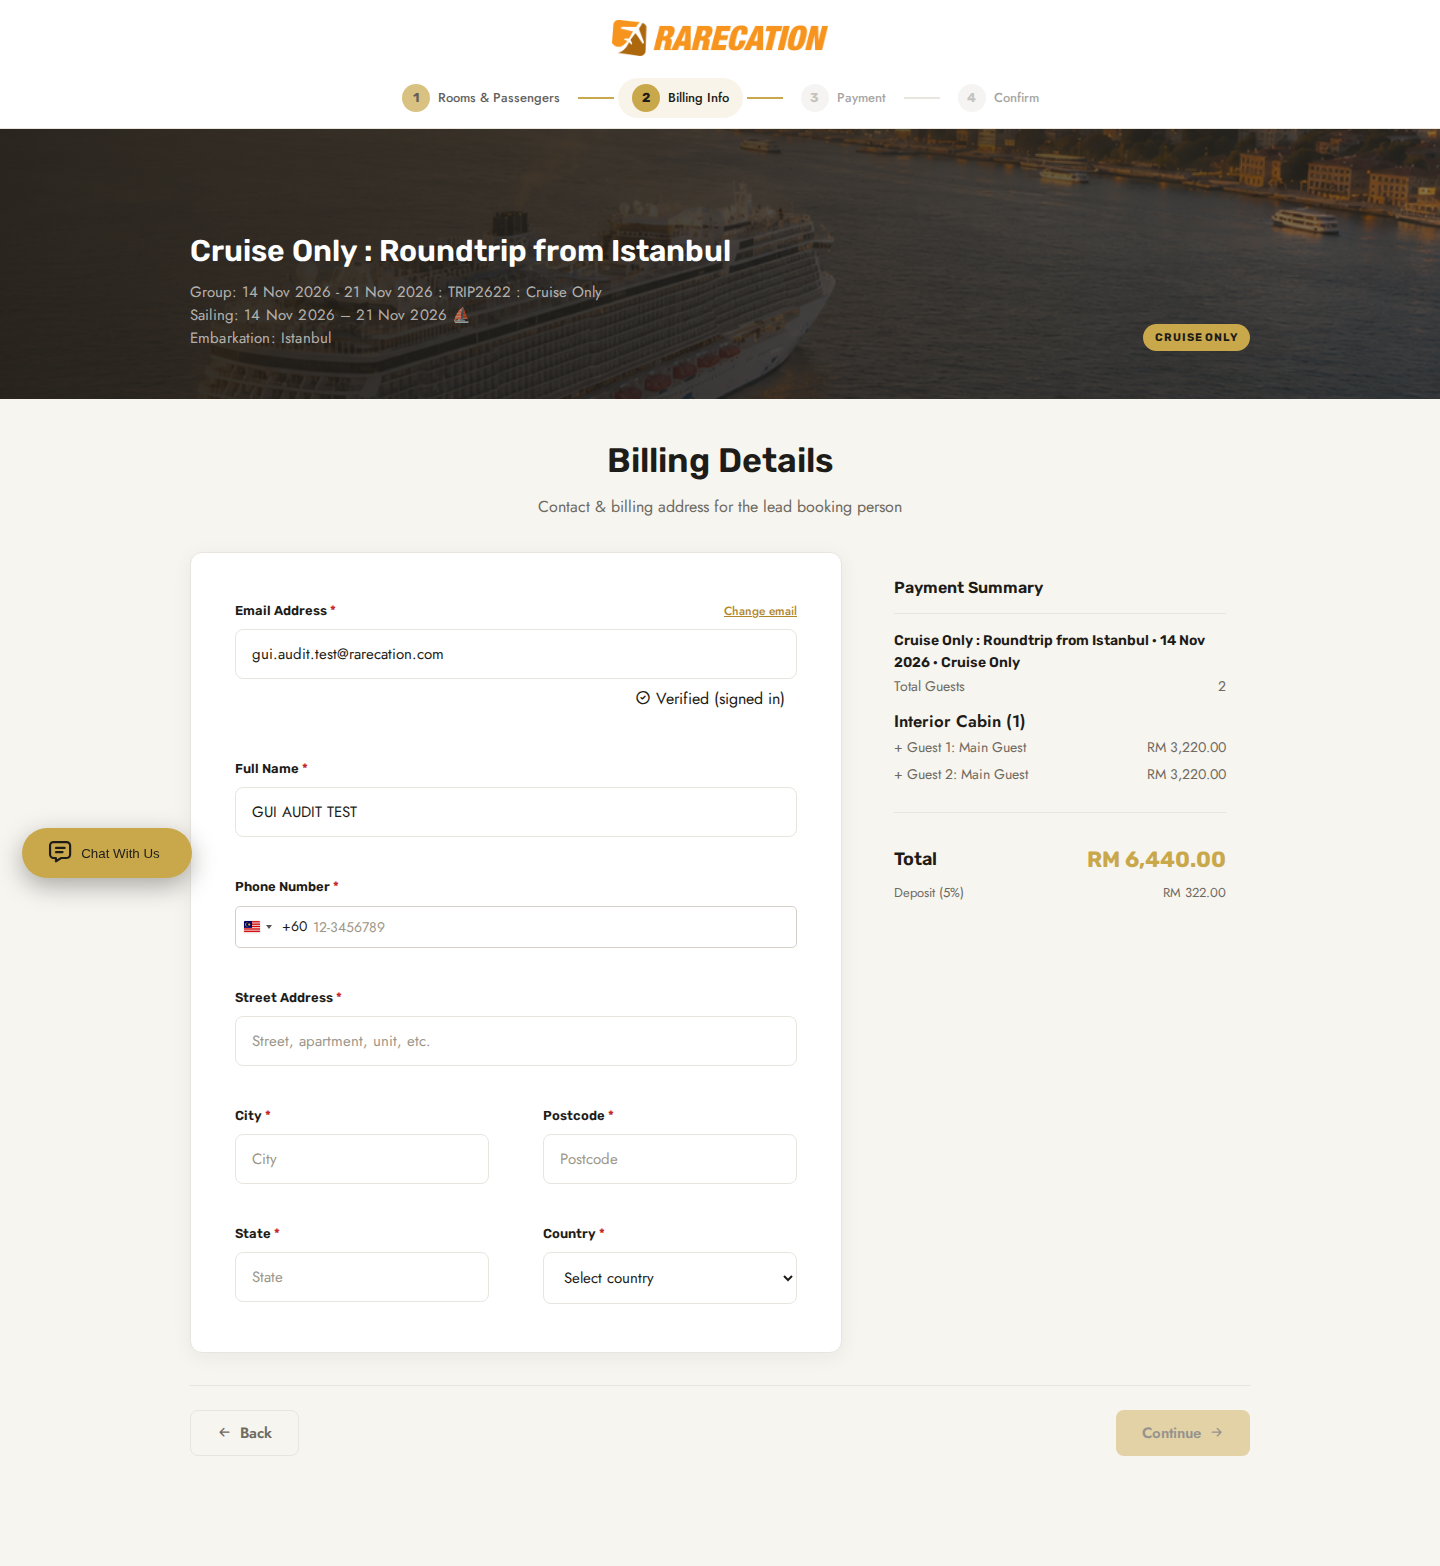 RARECATION
1 Rooms & Passengers
2 Billing Info
3 Payment
4 Confirm
Cruise Only : Roundtrip from Istanbul
Group: 14 Nov 2026 - 21 Nov 2026 : TRIP2622 : Cruise Only
Sailing: 14 Nov 2026 – 21 Nov 2026 ⛵
Embarkation: Istanbul
CRUISE ONLY
Billing Details
Contact & billing address for the lead booking person
Email Address *
Change email
gui.audit.test@rarecation.com
Verified (signed in)
Full Name *
GUI AUDIT TEST
Phone Number *
+60 12-3456789
Street Address *
Street, apartment, unit, etc.
City *
City
Postcode *
Postcode
State *
State
Country *
Select country
Payment Summary
Cruise Only : Roundtrip from Istanbul • 14 Nov
2026 • Cruise Only
Total Guests 2
Interior Cabin (1)
+ Guest 1: Main Guest RM 3,220.00
+ Guest 2: Main Guest RM 3,220.00
Total RM 6,440.00
Deposit (5%) RM 322.00
Chat With Us
← Back
Continue →